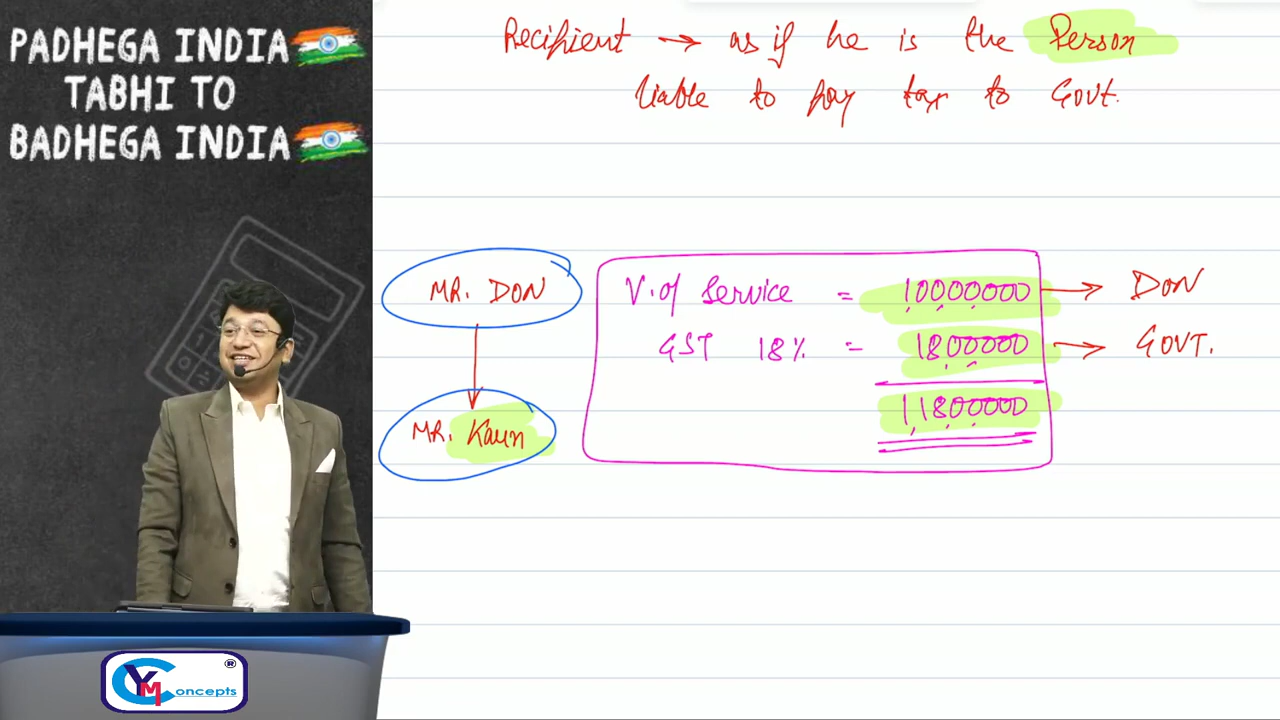 PADHEGA INDIA
TABHI TO
BADHEGA INDIA
Recipient → as if he is the Person
liable to pay tax to Govt.
MR. DON
MR. Kaun
V. of Service = 10000000 → DON
GST 18% = 1800000 → GOVT.
11800000
YM Concepts ®